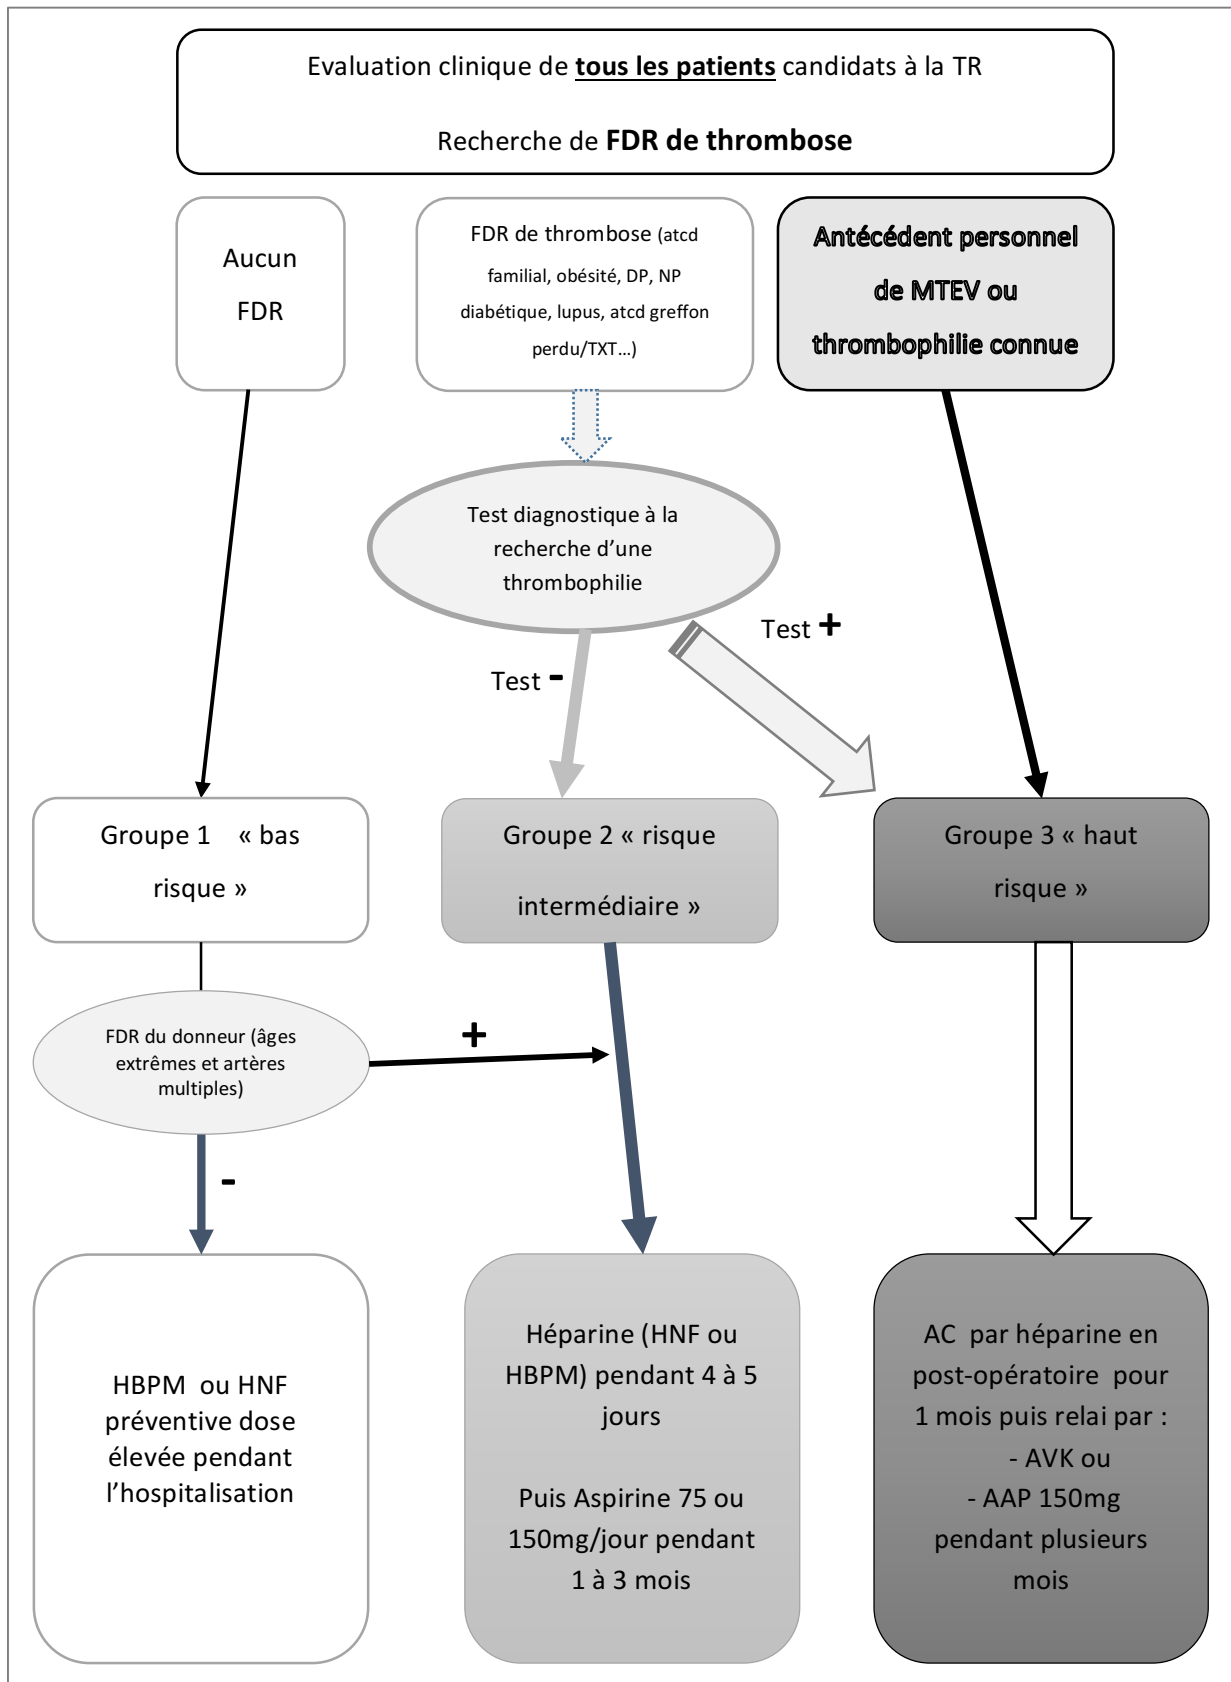 Evaluation clinique de tous les patients candidats à la TR
Recherche de FDR de thrombose
Aucun
FDR
FDR de thrombose (atcd
familial, obésité, DP, NP
diabétique, lupus, atcd greffon
perdu/TXT...)
Antécédent personnel
de MTEV ou
thrombophilie connue
Test diagnostique à la
recherche d’une
thrombophilie
Test +
Test -
Groupe 1 « bas
risque »
Groupe 2 « risque
intermédiaire »
Groupe 3 « haut
risque »
FDR du donneur (âges
extrêmes et artères
multiples)
+
-
HBPM ou HNF
préventive dose
élevée pendant
l’hospitalisation
Héparine (HNF ou
HBPM) pendant 4 à 5
jours
Puis Aspirine 75 ou
150mg/jour pendant
1 à 3 mois
AC par héparine en
post-opératoire pour
1 mois puis relai par :
- AVK ou
- AAP 150mg
pendant plusieurs
mois